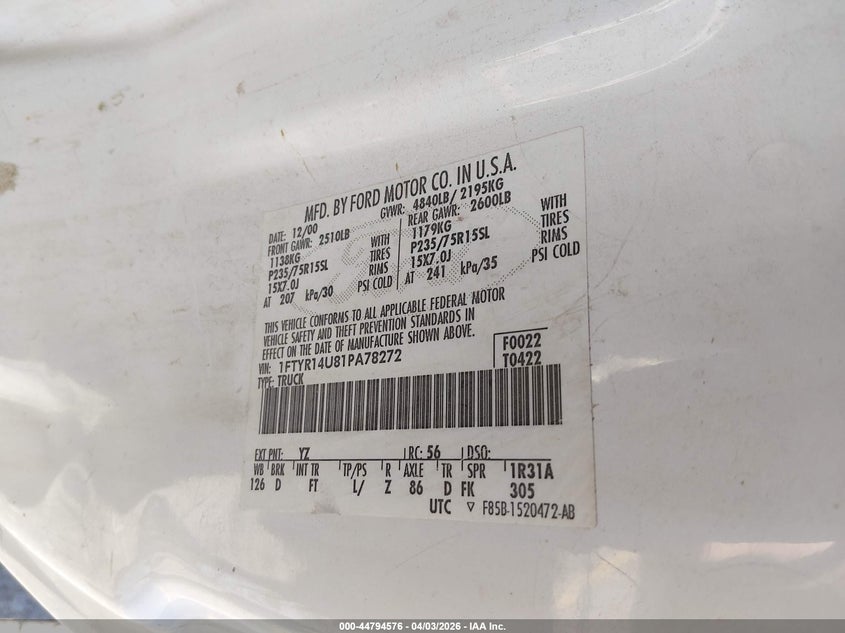 MFD. BY FORD MOTOR CO. IN U.S.A.
DATE: 12/00 GVWR: 4840LB/ 2195KG
FRONT GAWR: 2510LB REAR GAWR: 2600LB
1138KG WITH 1179KG WITH
P235/75R15SL TIRES P235/75R15SL TIRES
15X7.0J RIMS 15X7.0J RIMS
AT 207 kPa/30 PSI COLD AT 241 kPa/35 PSI COLD
THIS VEHICLE CONFORMS TO ALL APPLICABLE FEDERAL MOTOR
VEHICLE SAFETY AND THEFT PREVENTION STANDARDS IN
EFFECT ON THE DATE OF MANUFACTURE SHOWN ABOVE.
VIN: 1FTYR14U81PA78272
TYPE: TRUCK
F0022
T0422
EXT PNT: YZ RC: 56 DSO:
WB BRK INT TR TP/PS R AXLE TR SPR 1R31A
126 D FT L/ Z 86 D FK 305
UTC ▽ F85B-1520472-AB
000-44794576 - 04/03/2026 - IAA Inc.